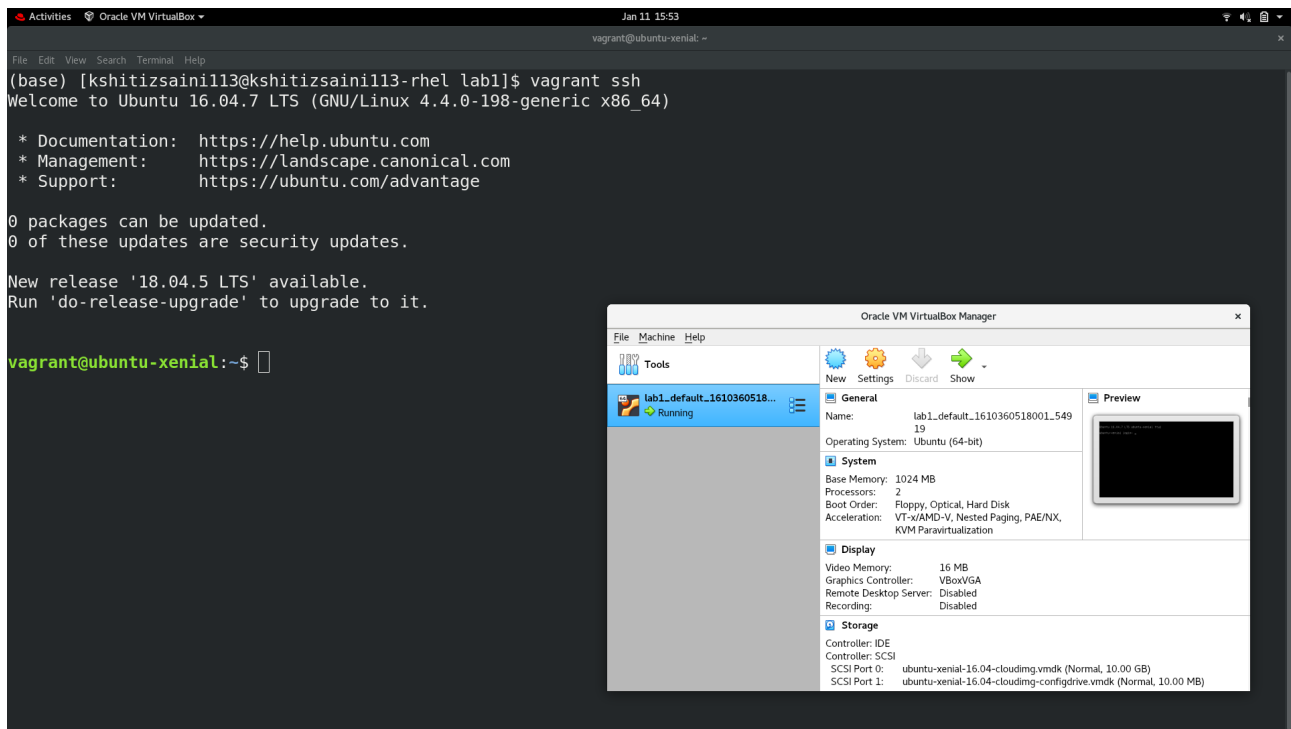 Activities Oracle VM VirtualBox Jan 11 15:53
vagrant@ubuntu-xenial: ~ ×
File Edit View Search Terminal Help
(base) [kshitizsaini113@kshitizsaini113-rhel lab1]$ vagrant ssh
Welcome to Ubuntu 16.04.7 LTS (GNU/Linux 4.4.0-198-generic x86_64)
* Documentation: https://help.ubuntu.com
* Management: https://landscape.canonical.com
* Support: https://ubuntu.com/advantage
0 packages can be updated.
0 of these updates are security updates.
New release '18.04.5 LTS' available.
Run 'do-release-upgrade' to upgrade to it.
vagrant@ubuntu-xenial:~$
Oracle VM VirtualBox Manager ×
File Machine Help
Tools
New Settings Discard Show
lab1_default_1610360518...
Running
General
Name: lab1_default_1610360518001_549
19
Operating System: Ubuntu (64-bit)
Preview
System
Base Memory: 1024 MB
Processors: 2
Boot Order: Floppy, Optical, Hard Disk
Acceleration: VT-x/AMD-V, Nested Paging, PAE/NX,
KVM Paravirtualization
Display
Video Memory: 16 MB
Graphics Controller: VBoxVGA
Remote Desktop Server: Disabled
Recording: Disabled
Storage
Controller: IDE
Controller: SCSI
SCSI Port 0: ubuntu-xenial-16.04-cloudimg.vmdk (Normal, 10.00 GB)
SCSI Port 1: ubuntu-xenial-16.04-cloudimg-configdrive.vmdk (Normal, 10.00 MB)